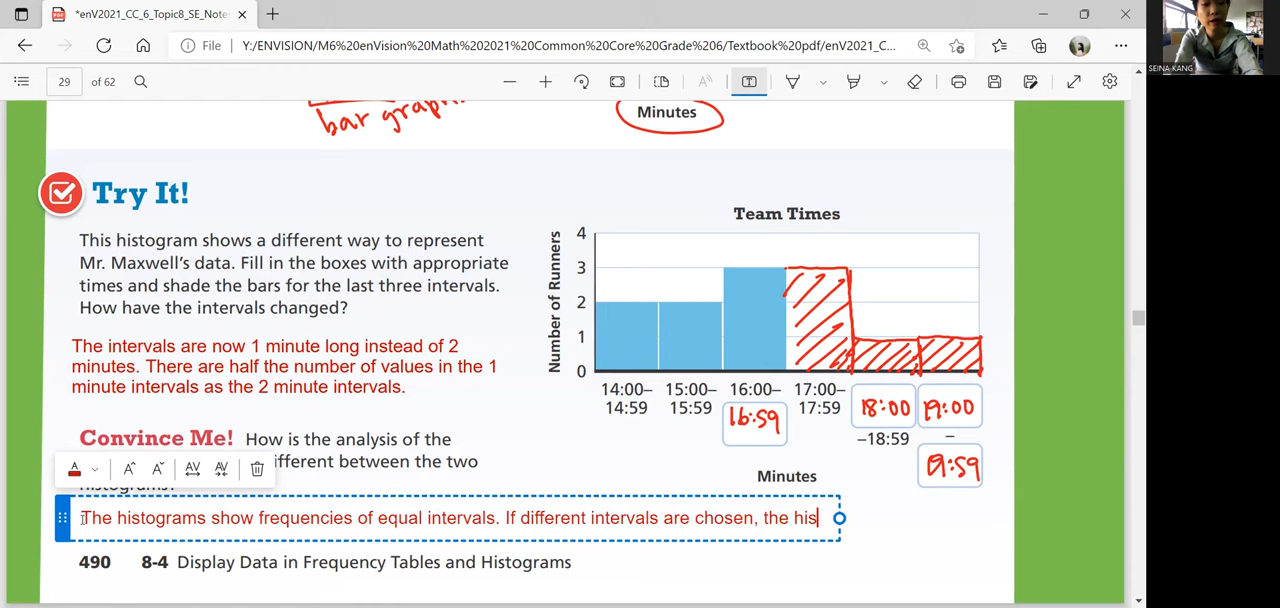 *enV2021_CC_6_Topic8_SE_Note
File
Y:/ENVISION/M6%20enVision%20Math%202021%20Common%20Core%20Grade%206/Textbook%20pdf/enV2021_C...
29 of 62
SEINA KANG
bar graph
Minutes
Try It!
This histogram shows a different way to represent
Mr. Maxwell's data. Fill in the boxes with appropriate
times and shade the bars for the last three intervals.
How have the intervals changed?
The intervals are now 1 minute long instead of 2
minutes. There are half the number of values in the 1
minute intervals as the 2 minute intervals.
Team Times
Number of Runners
4
3
2
1
0
14:00–
14:59
15:00–
15:59
16:00–
16:59
17:00–
17:59
18:00
–18:59
19:00
–
19:59
Minutes
Convince Me! How is the analysis of the
different between the two
histograms?
The histograms show frequencies of equal intervals. If different intervals are chosen, the his
490 8-4 Display Data in Frequency Tables and Histograms